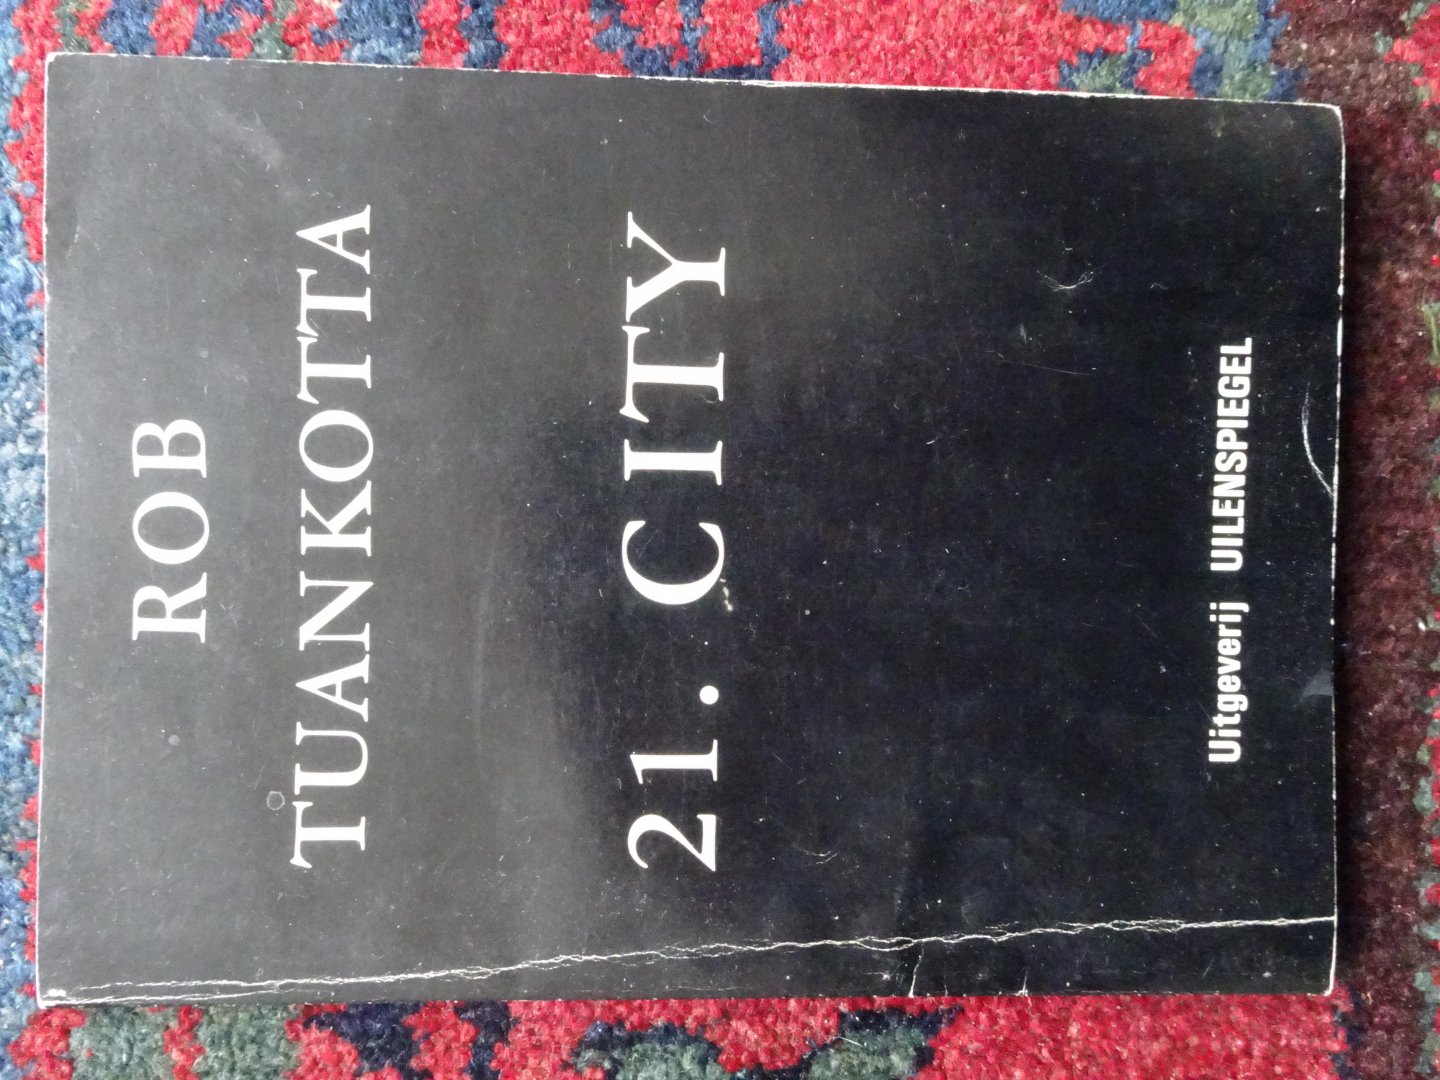 ROB
TUANKOTTA
21. CITY
Uitgeverij UILENSPIEGEL